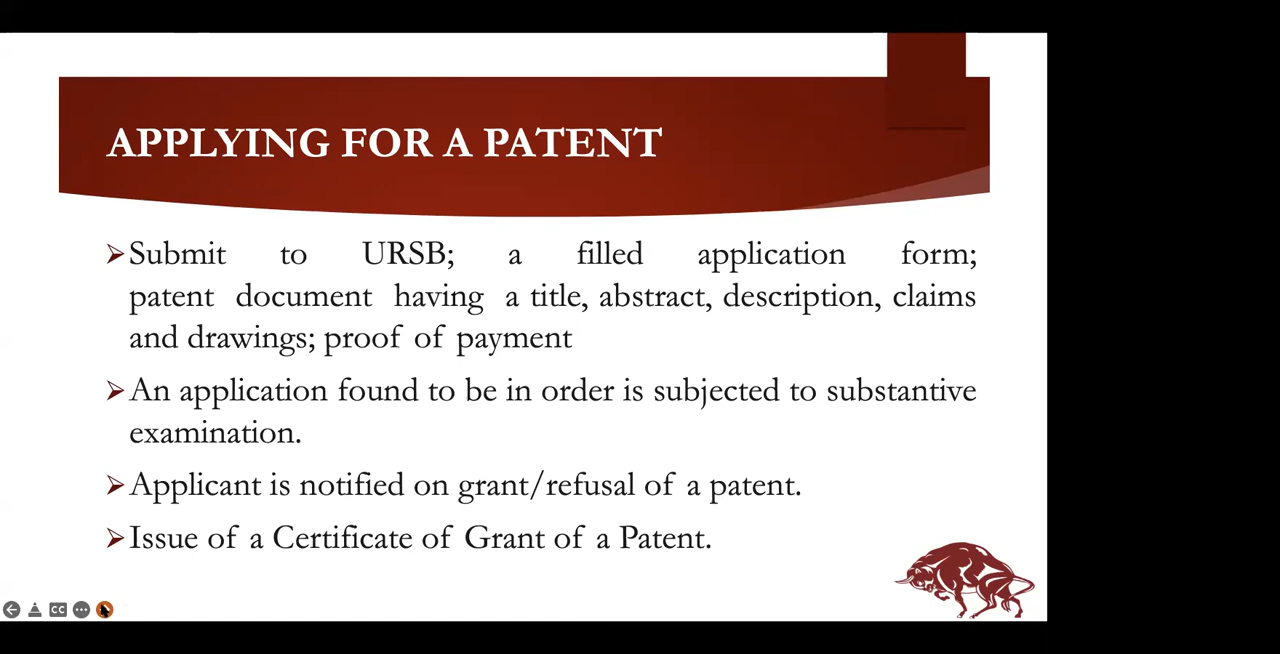 APPLYING FOR A PATENT
➢Submit to URSB; a filled application form;
patent document having a title, abstract, description, claims
and drawings; proof of payment
➢An application found to be in order is subjected to substantive
examination.
➢Applicant is notified on grant/refusal of a patent.
➢Issue of a Certificate of Grant of a Patent.
CC